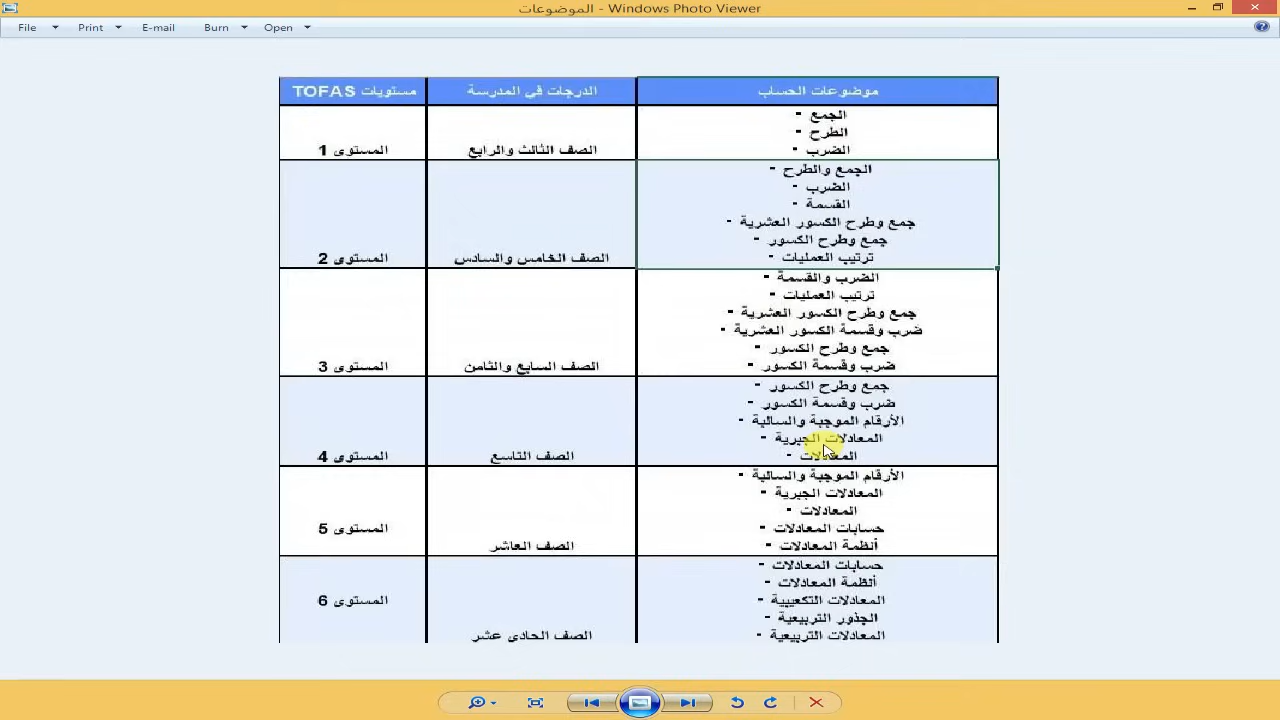 الموضوعات - Windows Photo Viewer
File Print E-mail Burn Open
موضوعات الحساب
الدرجات في المدرسة
مستويات TOFAS
- الجمع
- الطرح
- الضرب
الصف الثالث والرابع
المستوى 1
- الجمع والطرح
- الضرب
- القسمة
- جمع وطرح الكسور العشرية
- جمع وطرح الكسور
- ترتيب العمليات
الصف الخامس والسادس
المستوى 2
- الضرب والقسمة
- ترتيب العمليات
- جمع وطرح الكسور العشرية
- ضرب وقسمة الكسور العشرية
- جمع وطرح الكسور
- ضرب وقسمة الكسور
الصف السابع والثامن
المستوى 3
- جمع وطرح الكسور
- ضرب وقسمة الكسور
- الأرقام الموجبة والسالبة
- المعادلات الجبرية
- المعادلات
الصف التاسع
المستوى 4
- الأرقام الموجبة والسالبة
- المعادلات الجبرية
- المعادلات
- حسابات المعادلات
- أنظمة المعادلات
الصف العاشر
المستوى 5
- حسابات المعادلات
- أنظمة المعادلات
- المعادلات التكعيبية
- الجذور التربيعية
- المعادلات التربيعية
الصف الحادي عشر
المستوى 6